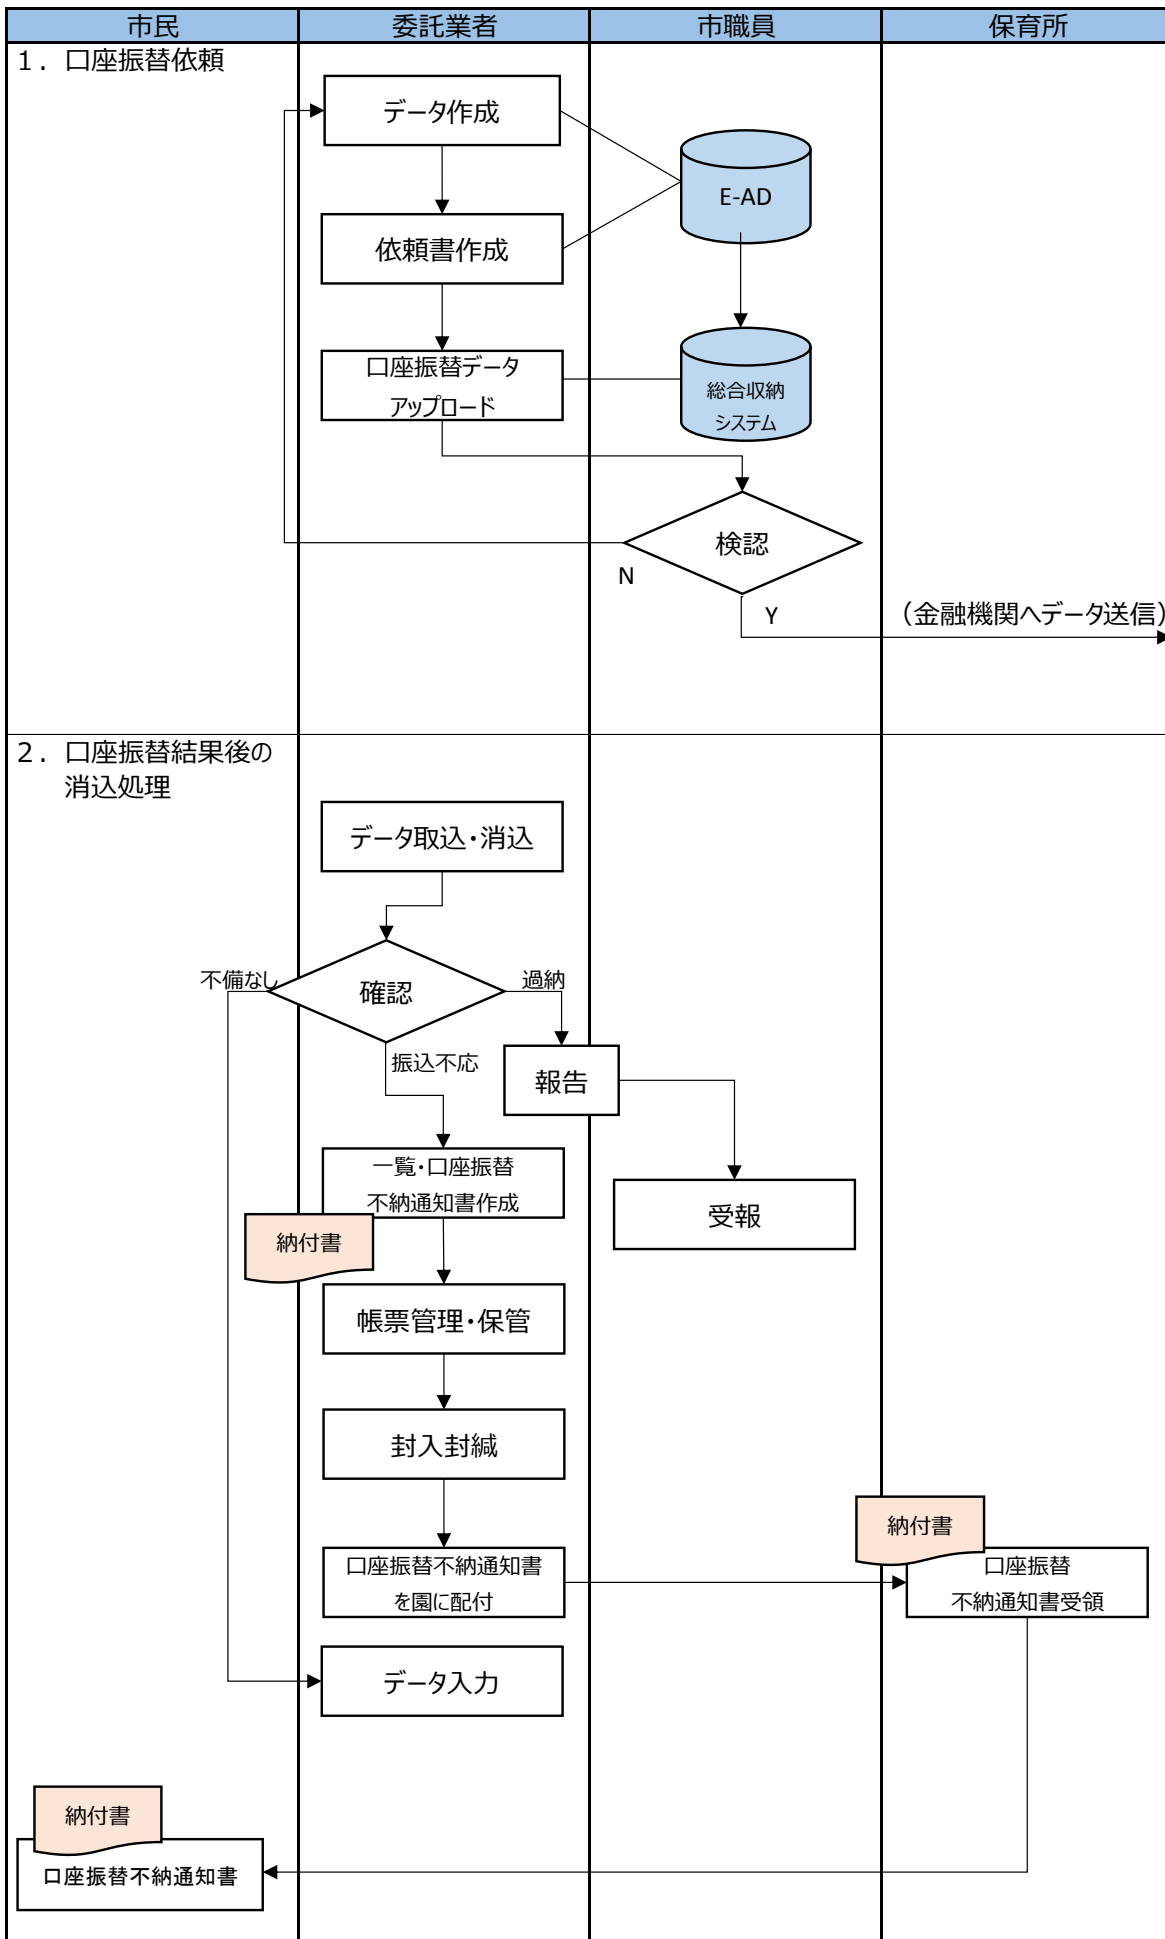 市民
委託業者
市職員
保育所
１．口座振替依頼
データ作成
E-AD
依頼書作成
口座振替データ
アップロード
総合収納
システム
検認
N
Y
（金融機関へデータ送信）
２．口座振替結果後の
消込処理
データ取込・消込
不備なし
確認
過納
振込不応
報告
一覧・口座振替
不納通知書作成
受報
納付書
帳票管理・保管
封入封緘
納付書
口座振替不納通知書
を園に配付
口座振替
不納通知書受領
データ入力
納付書
口座振替不納通知書